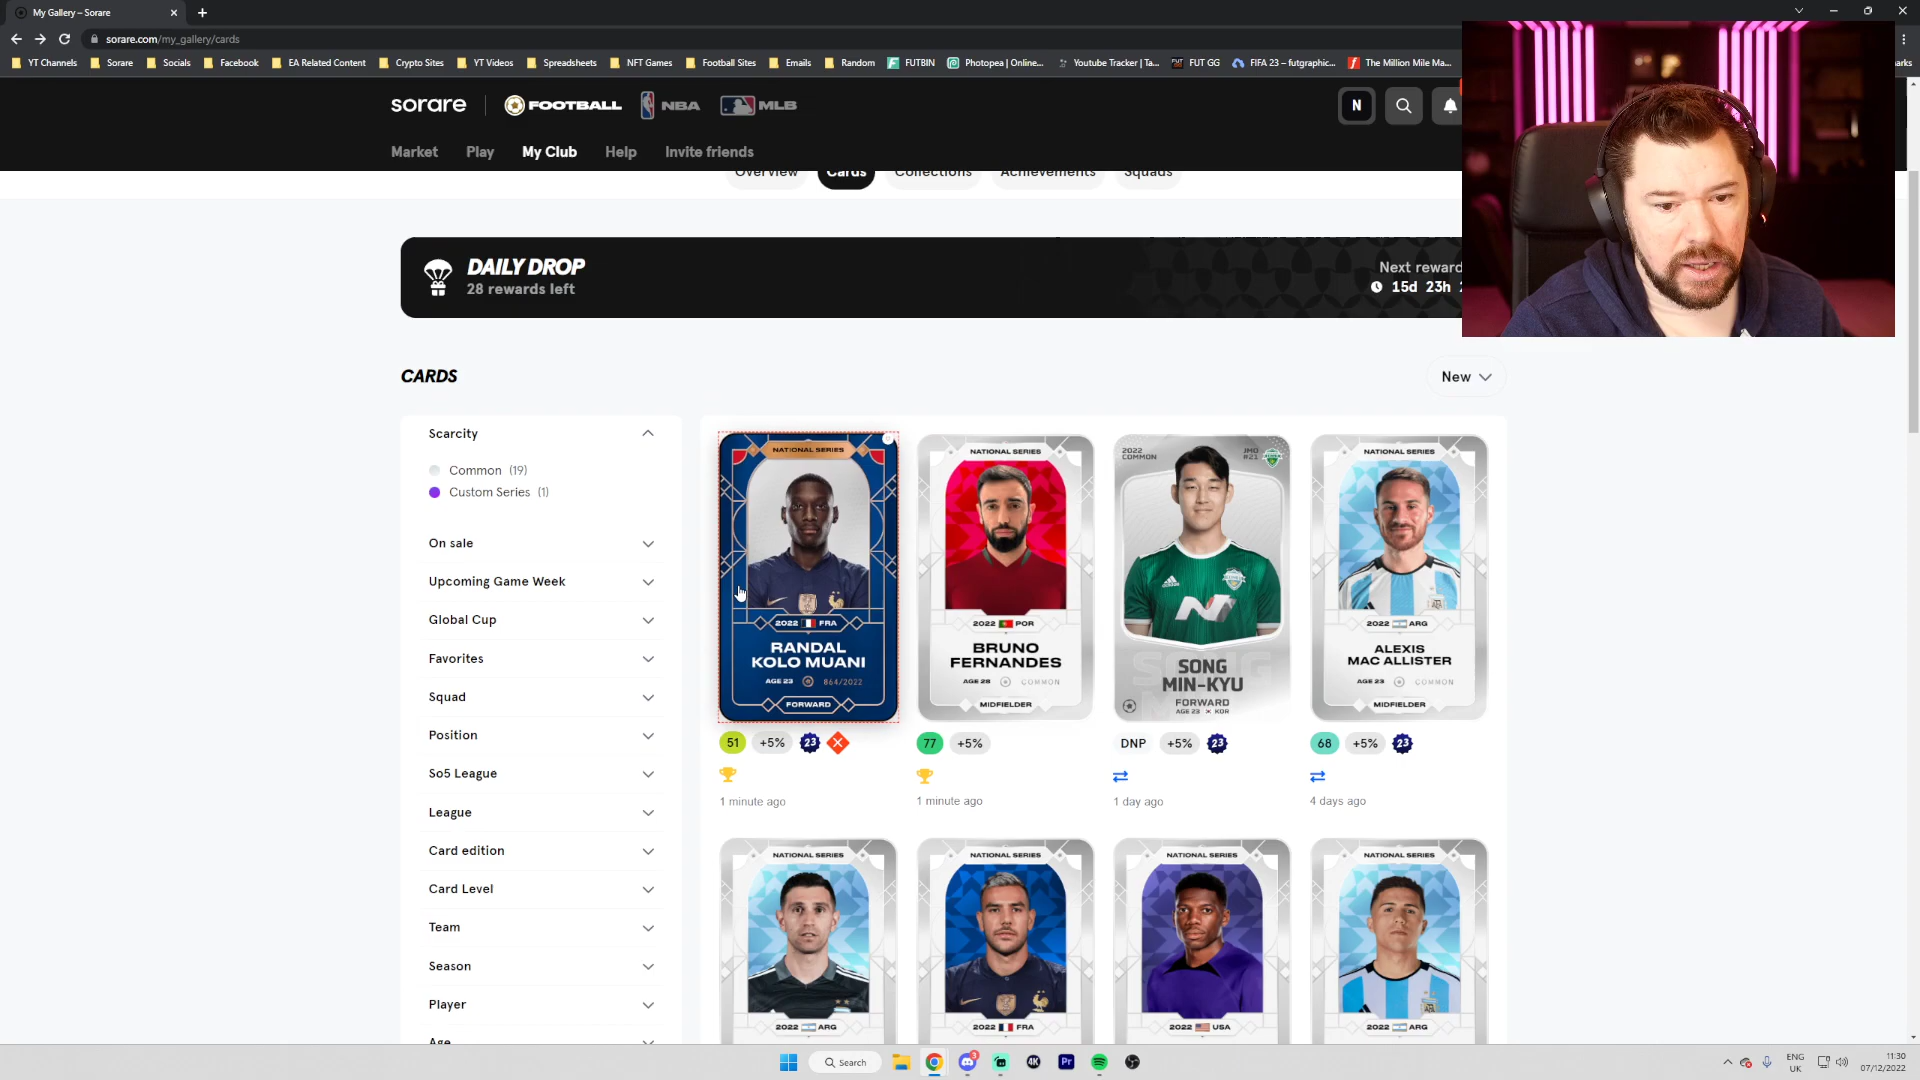 My Gallery – Sorare
sorare.com/my_gallery/cards
YT Channels Sorare Socials Facebook EA Related Content Crypto Sites YT Videos Spreadsheets NFT Games Football Sites Emails Random FUTBIN Photopea | Online... Youtube Tracker | Ta... FUT GG FIFA 23 – futgraphic... The Million Mile Ma...
sorare FOOTBALL NBA MLB
N
Market Play My Club Help Invite friends
Overview Cards Collections Achievements Squads
DAILY DROP
28 rewards left
Next reward
15d 23h
CARDS
New
Scarcity
Common (19)
Custom Series (1)
On sale
Upcoming Game Week
Global Cup
Favorites
Squad
Position
So5 League
League
Card edition
Card Level
Team
Season
Player
Age
NATIONAL SERIES
2022 FRA
RANDAL
KOLO MUANI
AGE 23 864/2022
FORWARD
51 +5% 23
1 minute ago
NATIONAL SERIES
2022 POR
BRUNO
FERNANDES
AGE 28 COMMON
MIDFIELDER
77 +5%
1 minute ago
2022 COMMON
JMO #21
SONG
MIN-KYU
FORWARD
AGE 23 KOR
DNP +5% 23
1 day ago
NATIONAL SERIES
2022 ARG
ALEXIS
MAC ALLISTER
AGE 23 COMMON
MIDFIELDER
68 +5% 23
4 days ago
NATIONAL SERIES
2022 ARG
NATIONAL SERIES
2022 FRA
NATIONAL SERIES
2022 USA
NATIONAL SERIES
2022 ARG
Search
4K
Pr
ENG
UK
11:30
07/12/2022